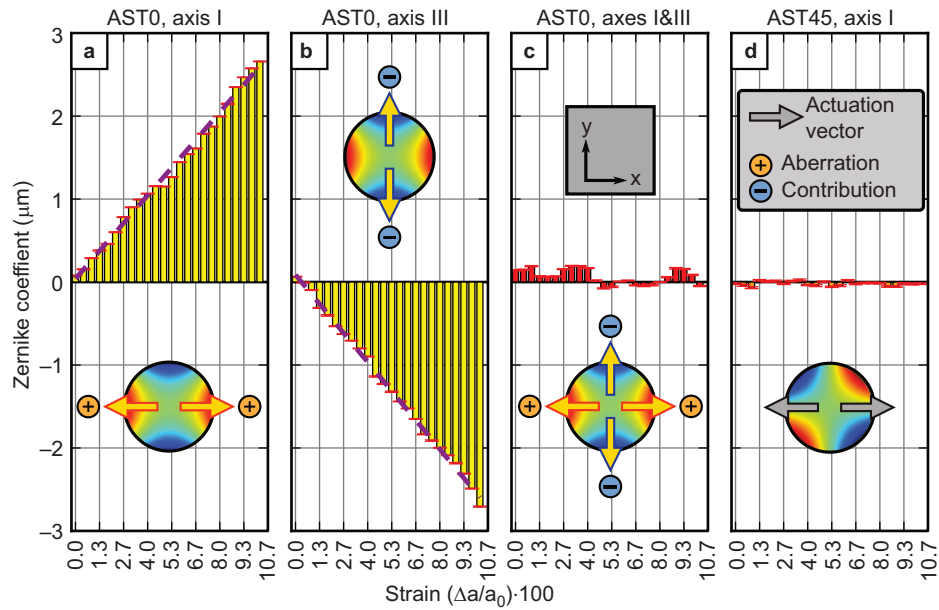 AST0, axis I
AST0, axis III
AST0, axes I&III
AST45, axis I
Zernike coeffient (μm)
3
2
1
0
−1
−2
−3
a
+ +
0.0 1.3 2.7 4.0 5.3 6.7 8.0 9.3 10.7
b
−
−
0.0 1.3 2.7 4.0 5.3 6.7 8.0 9.3 10.7
c
y
x
−
+ +
−
0.0 1.3 2.7 4.0 5.3 6.7 8.0 9.3 10.7
d
Actuation
vector
+ Aberration
− Contribution
0.0 1.3 2.7 4.0 5.3 6.7 8.0 9.3 10.7
Strain (Δa/a₀)·100